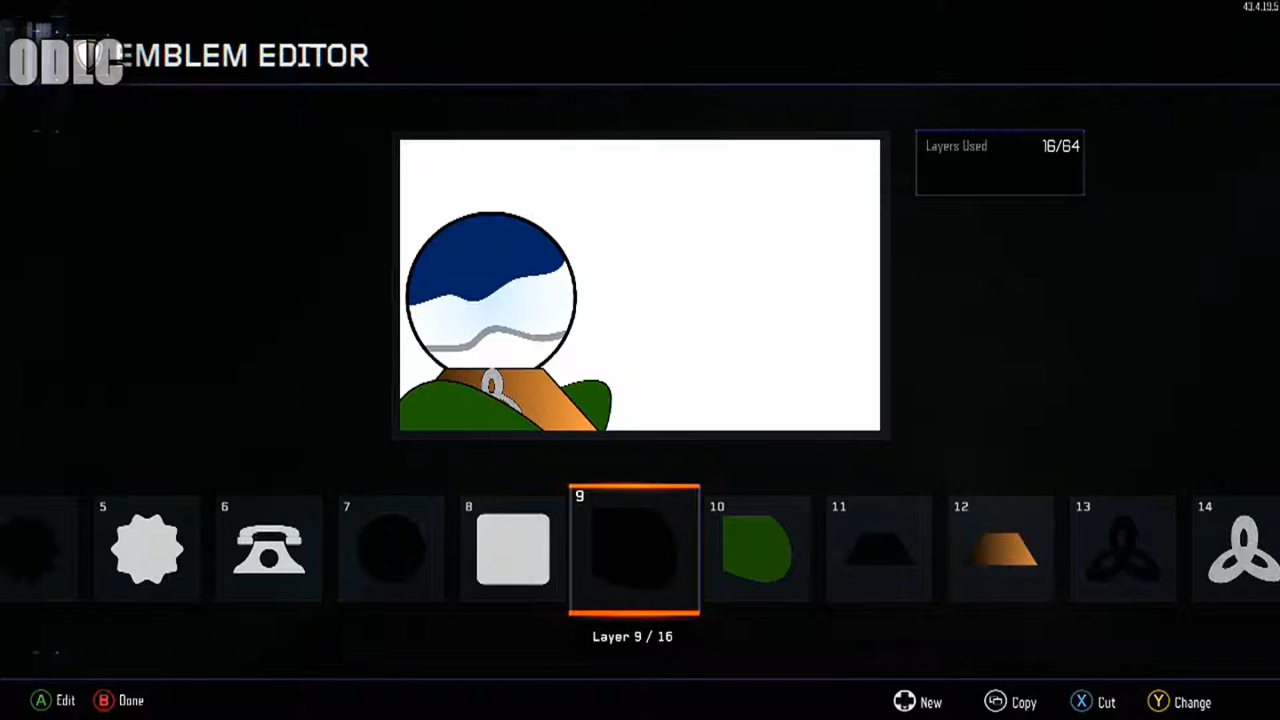 43.4.19.5
ODLC
EMBLEM EDITOR
Layers Used 16/64
5 6 7 8 9 10 11 12 13 14
Layer 9 / 16
A Edit B Done New Copy X Cut Y Change